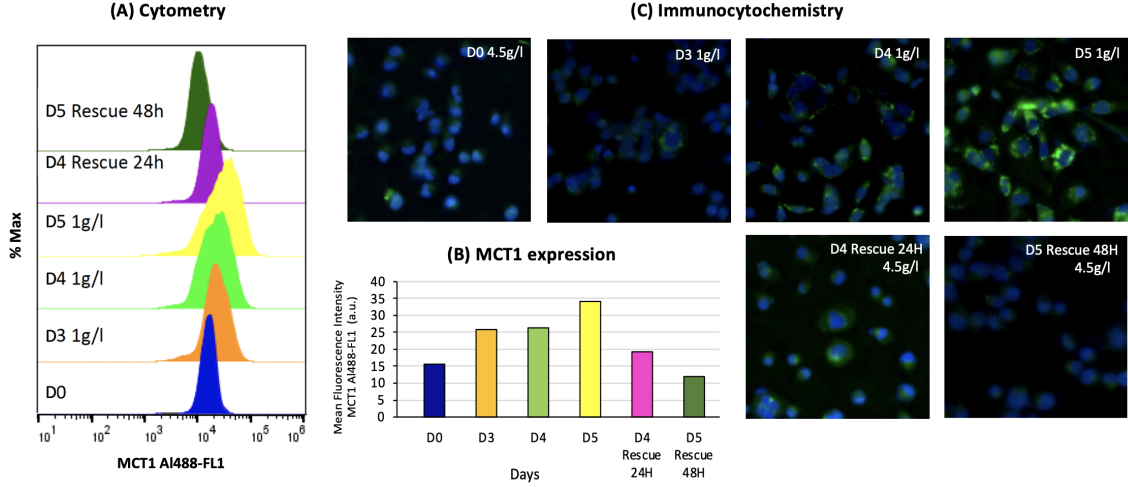 (A) Cytometry
% Max
D5 Rescue 48h
D4 Rescue 24h
D5 1g/l
D4 1g/l
D3 1g/l
D0
10^1 10^2 10^3 10^4 10^5 10^6
MCT1 Al488-FL1
(C) Immunocytochemistry
D0 4.5g/l
D3 1g/l
D4 1g/l
D5 1g/l
D4 Rescue 24H
4.5g/l
D5 Rescue 48H
4.5g/l
(B) MCT1 expression
Mean Fluorescence Intensity
MCT1 Al488-FL1 (a.u.)
40
35
30
25
20
15
10
5
0
D0 D3 D4 D5 D4 D5
Rescue Rescue
24H 48H
Days